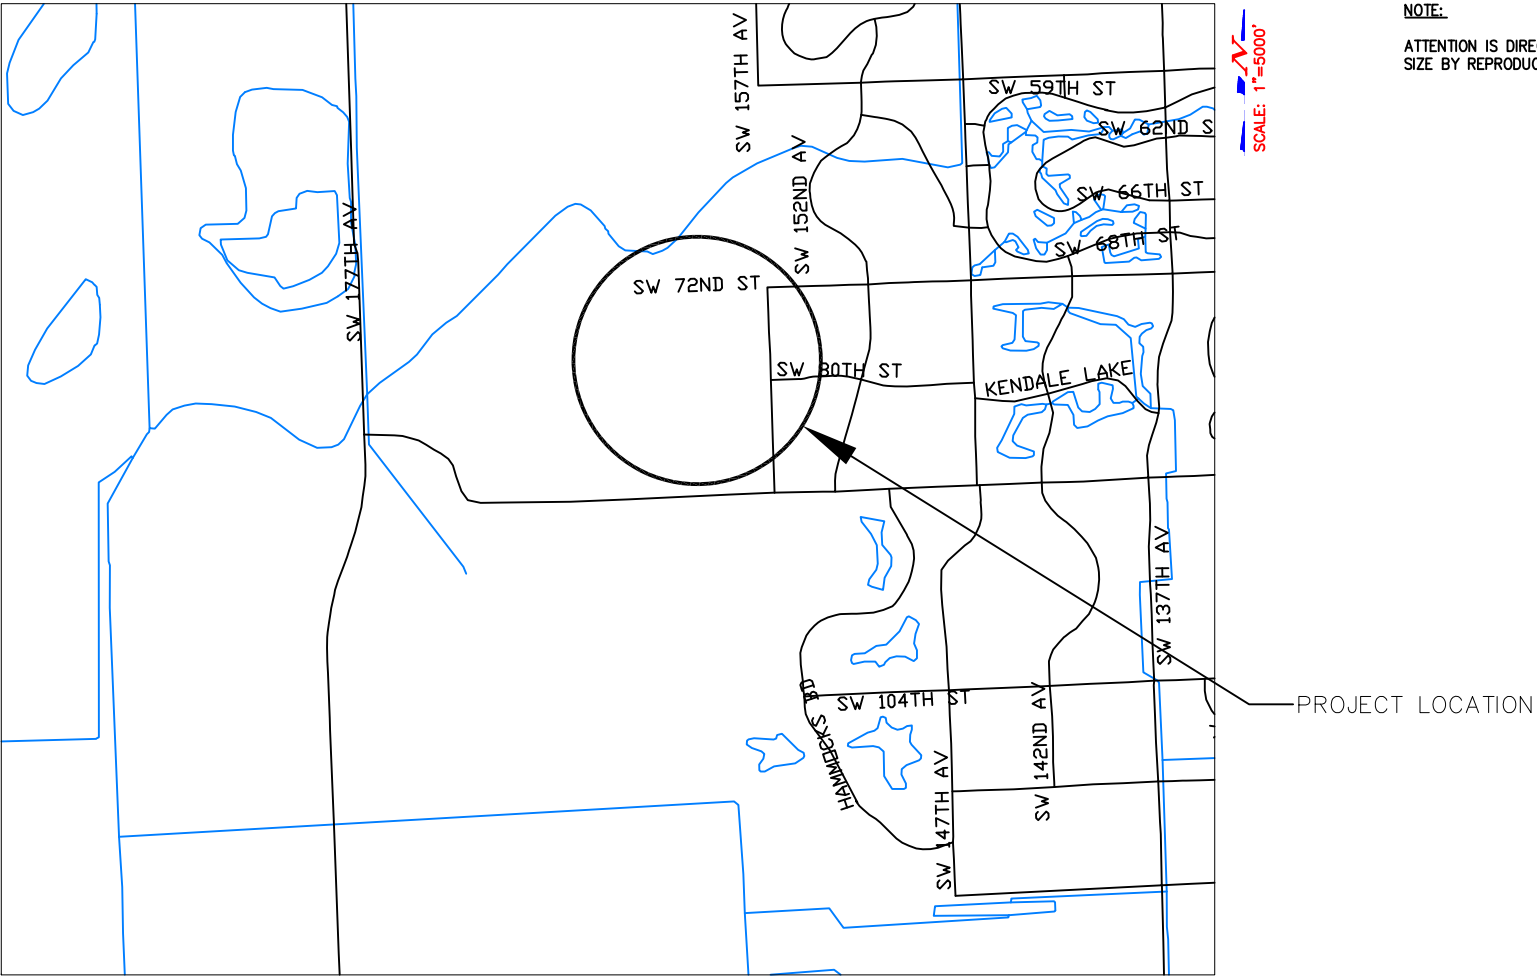 NOTE:
ATTENTION IS DIRE
SIZE BY REPRODUC
N
SCALE: 1"=5000'
SW 157TH AV
SW 59TH ST
SW 62ND S
SW 152ND AV
SW 66TH ST
SW 68TH ST
SW 177TH AV
SW 72ND ST
SW 80TH ST
KENDALE LAKE
SW 137TH AV
HAMMOCKS BD
SW 104TH ST
SW 142ND AV
SW 147TH AV
PROJECT LOCATION